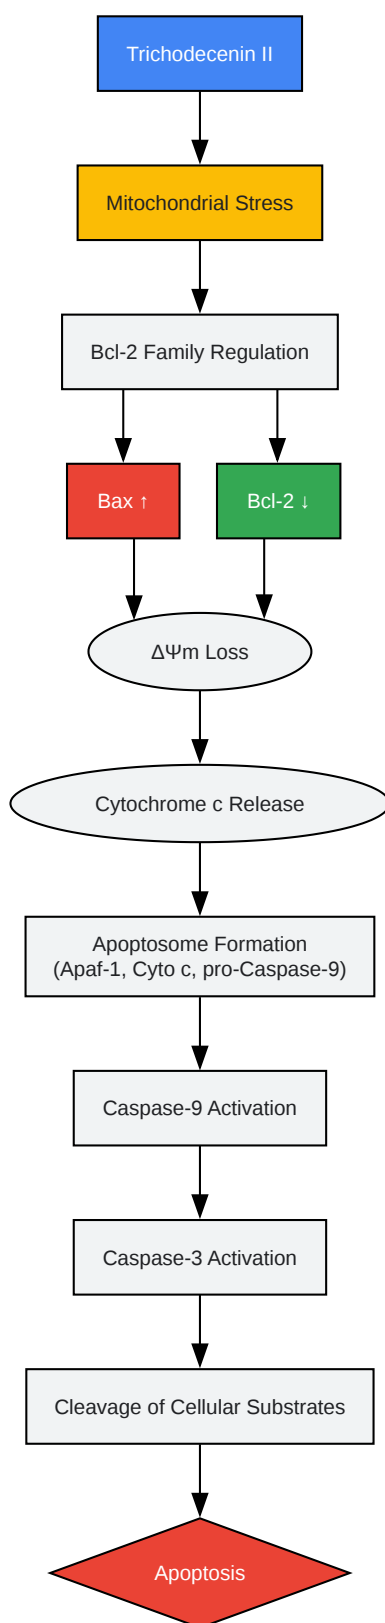 Trichodecenin II
Mitochondrial Stress
Bcl-2 Family Regulation
Bax ↑
Bcl-2 ↓
ΔΨm Loss
Cytochrome c Release
Apoptosome Formation
(Apaf-1, Cyto c, pro-Caspase-9)
Caspase-9 Activation
Caspase-3 Activation
Cleavage of Cellular Substrates
Apoptosis